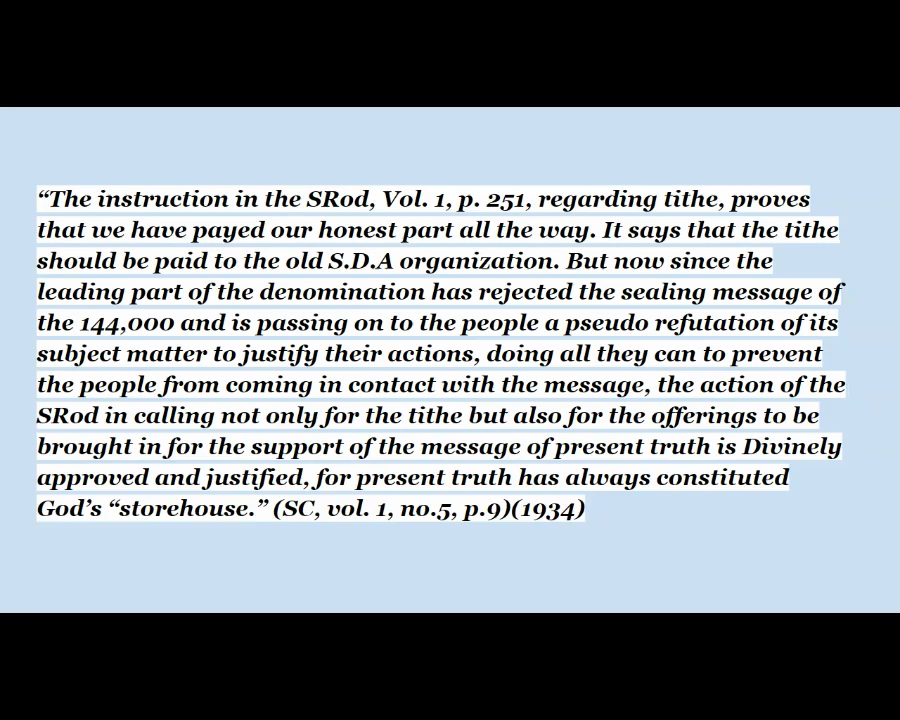 “The instruction in the SRod, Vol. 1, p. 251, regarding tithe, proves
that we have payed our honest part all the way. It says that the tithe
should be paid to the old S.D.A organization. But now since the
leading part of the denomination has rejected the sealing message of
the 144,000 and is passing on to the people a pseudo refutation of its
subject matter to justify their actions, doing all they can to prevent
the people from coming in contact with the message, the action of the
SRod in calling not only for the tithe but also for the offerings to be
brought in for the support of the message of present truth is Divinely
approved and justified, for present truth has always constituted
God’s “storehouse.” (SC, vol. 1, no.5, p.9)(1934)